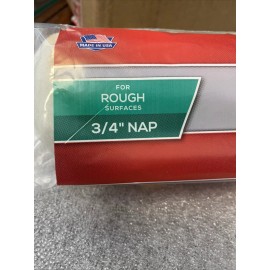 MADE IN USA
FOR
ROUGH
SURFACES
3/4" NAP